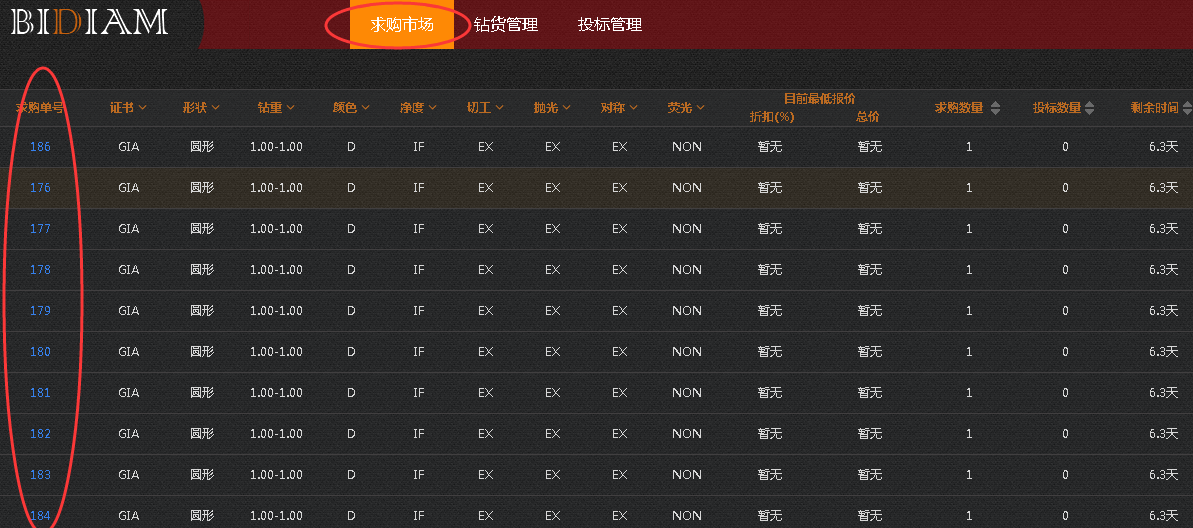 BIDIAM
求购市场 钻货管理 投标管理
求购单号 证书 形状 钻重 颜色 净度 切工 抛光 对称 荧光 目前最低报价 求购数量 投标数量 剩余时间
折扣(%) 总价
186 GIA 圆形 1.00-1.00 D IF EX EX EX NON 暂无 暂无 1 0 6.3天
176 GIA 圆形 1.00-1.00 D IF EX EX EX NON 暂无 暂无 1 0 6.3天
177 GIA 圆形 1.00-1.00 D IF EX EX EX NON 暂无 暂无 1 0 6.3天
178 GIA 圆形 1.00-1.00 D IF EX EX EX NON 暂无 暂无 1 0 6.3天
179 GIA 圆形 1.00-1.00 D IF EX EX EX NON 暂无 暂无 1 0 6.3天
180 GIA 圆形 1.00-1.00 D IF EX EX EX NON 暂无 暂无 1 0 6.3天
181 GIA 圆形 1.00-1.00 D IF EX EX EX NON 暂无 暂无 1 0 6.3天
182 GIA 圆形 1.00-1.00 D IF EX EX EX NON 暂无 暂无 1 0 6.3天
183 GIA 圆形 1.00-1.00 D IF EX EX EX NON 暂无 暂无 1 0 6.3天
184 GIA 圆形 1.00-1.00 D IF EX EX EX NON 暂无 暂无 1 0 6.3天